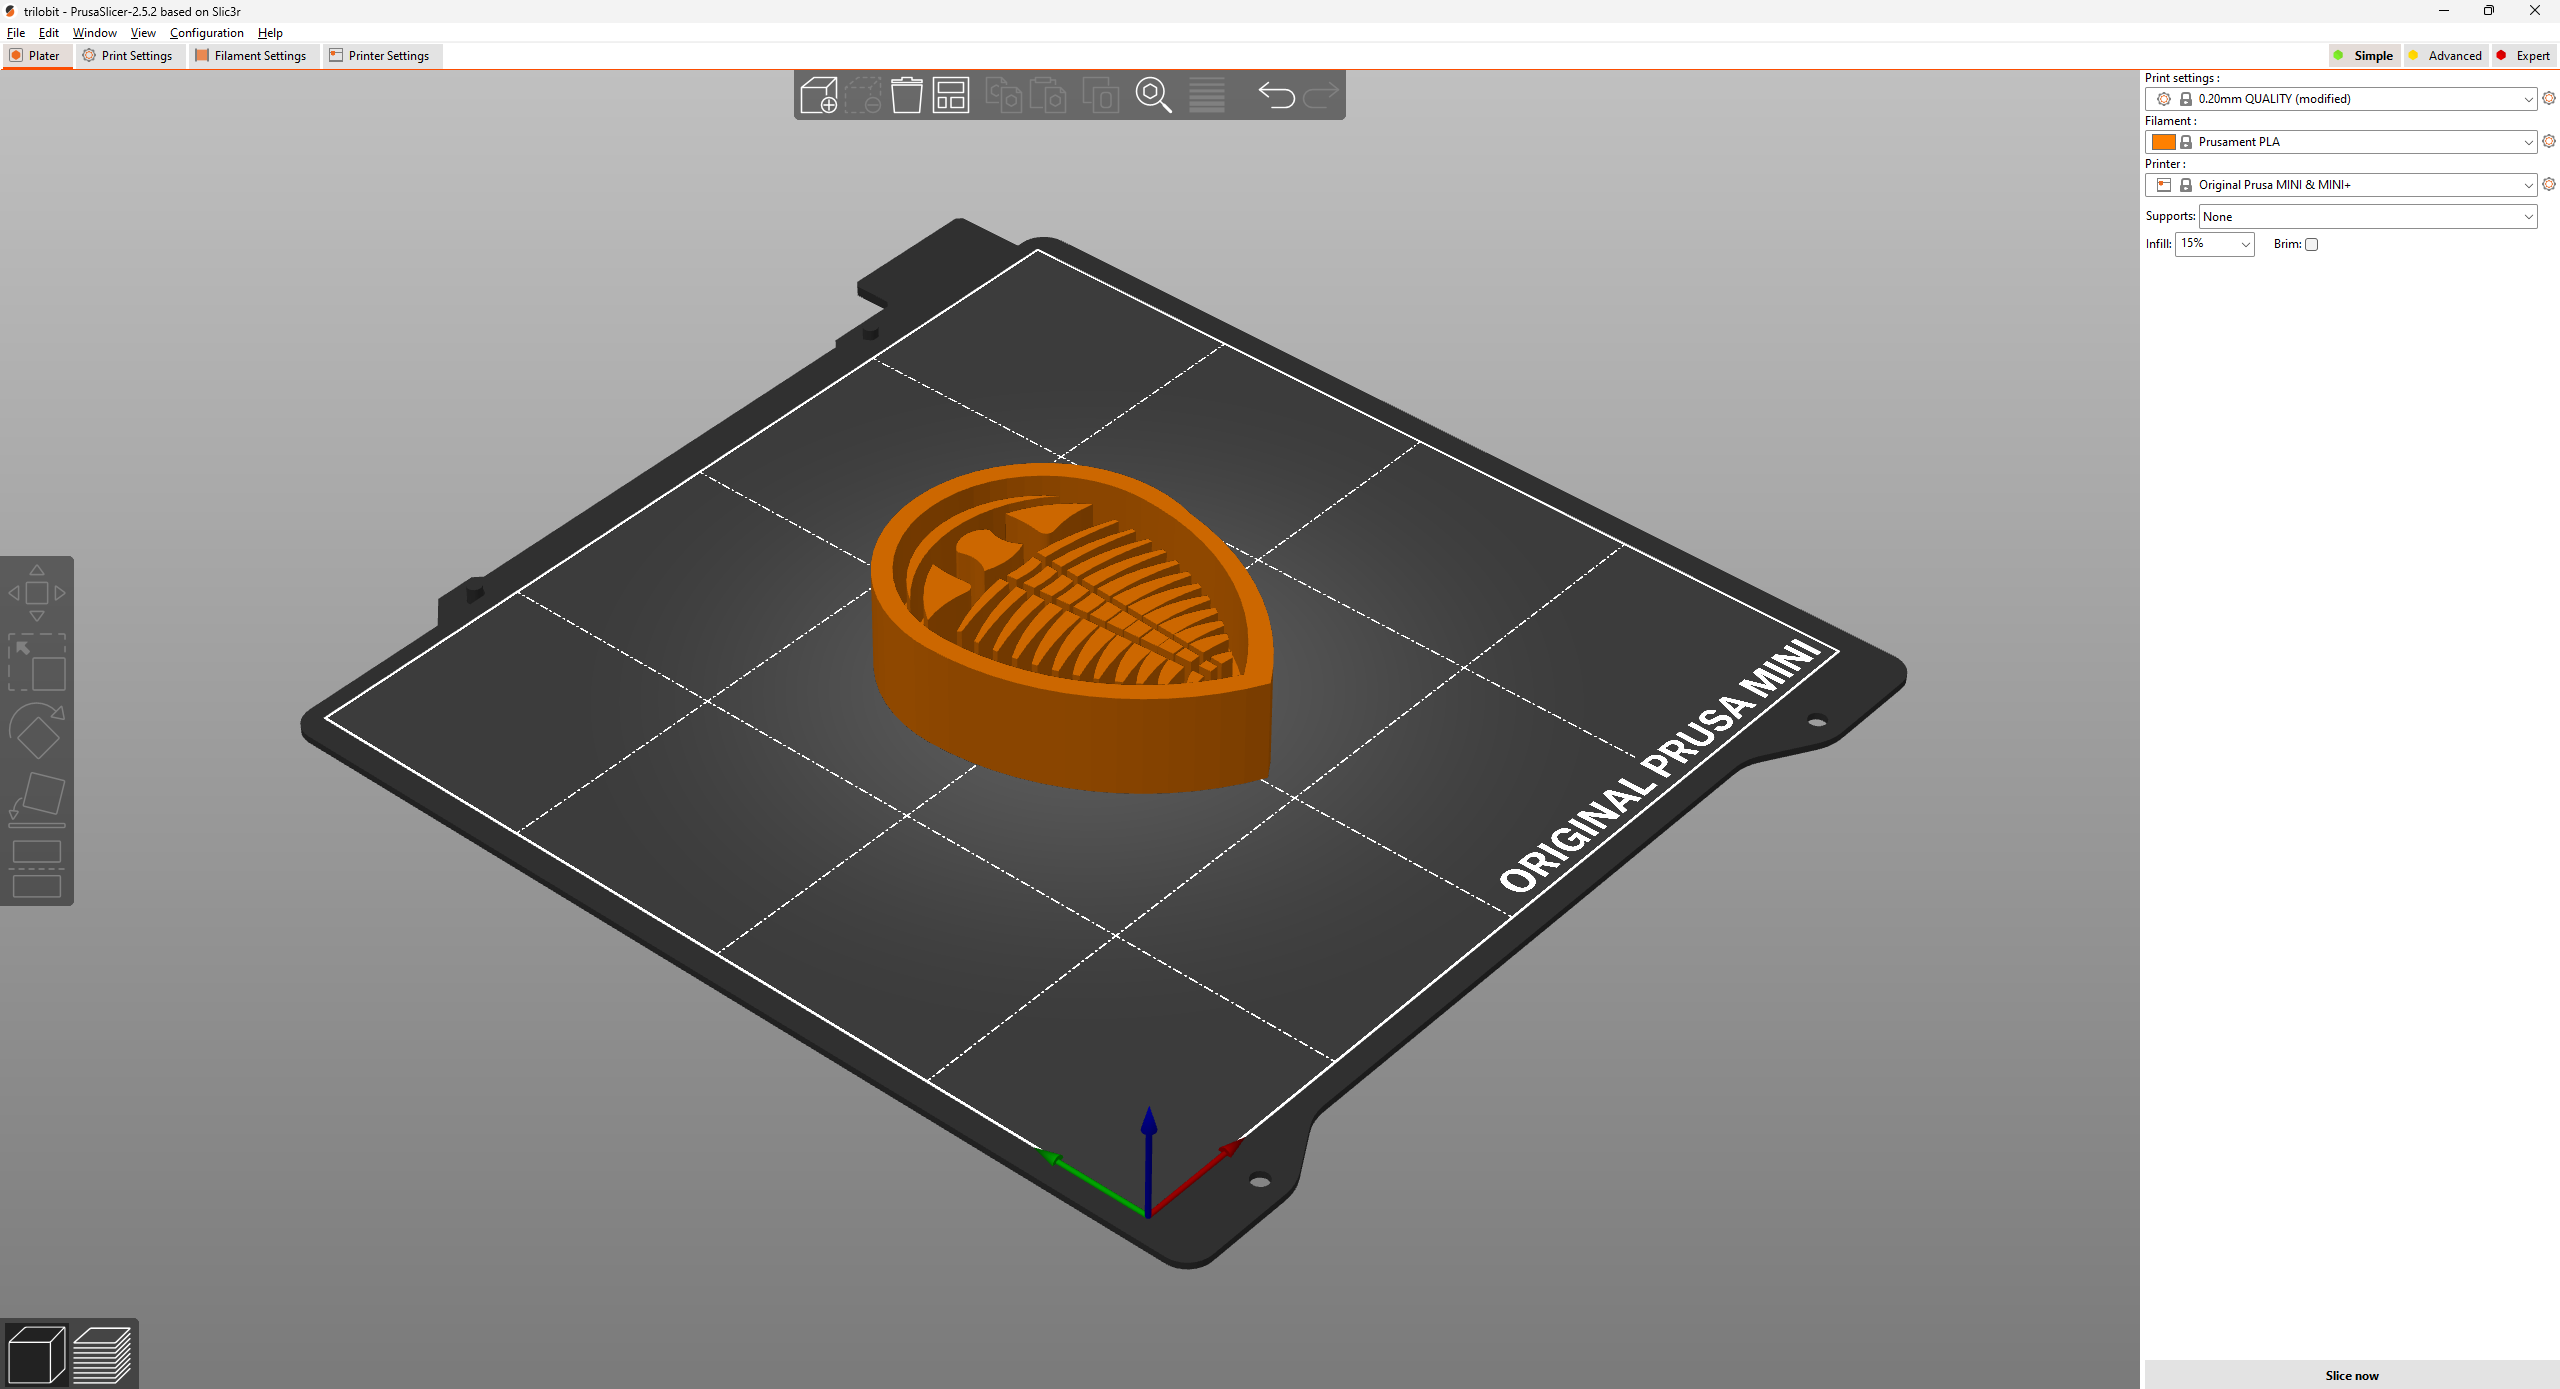 trilobit - PrusaSlicer-2.5.2 based on Slic3r
File Edit Window View Configuration Help
Plater Print Settings Filament Settings Printer Settings
Simple Advanced Expert
Print settings :
0.20mm QUALITY (modified)
Filament :
Prusament PLA
Printer :
Original Prusa MINI & MINI+
Supports: None
Infill: 15% Brim:
ORIGINAL PRUSA MINI
Slice now